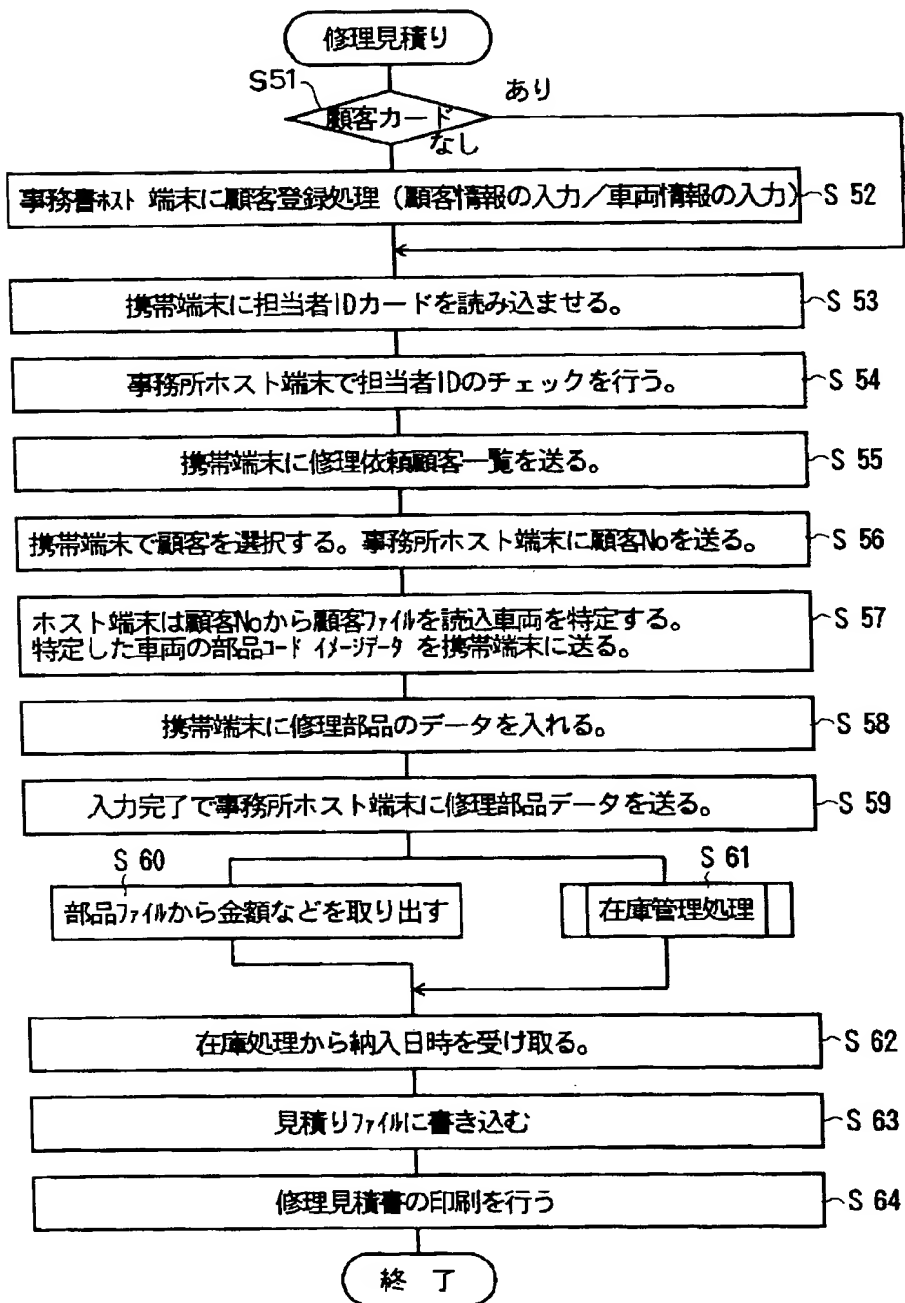 修理見積り
S51
顧客カード
あり
なし
事務書ホスト 端末に顧客登録処理（顧客情報の入力／車両情報の入力）
S 52
携帯端末に担当者IDカードを読み込ませる。
S 53
事務所ホスト端末で担当者IDのチェックを行う。
S 54
携帯端末に修理依頼顧客一覧を送る。
S 55
携帯端末で顧客を選択する。事務所ホスト端末に顧客Noを送る。
S 56
ホスト端末は顧客Noから顧客ファイルを読込車両を特定する。
特定した車両の部品コード イメージデータ を携帯端末に送る。
S 57
携帯端末に修理部品のデータを入れる。
S 58
入力完了で事務所ホスト端末に修理部品データを送る。
S 59
S 60
部品ファイルから金額などを取り出す
S 61
在庫管理処理
在庫処理から納入日時を受け取る。
S 62
見積りファイルに書き込む
S 63
修理見積書の印刷を行う
S 64
終 了